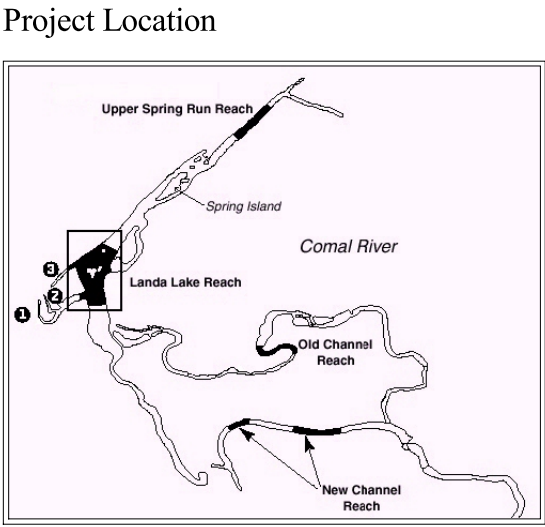 Project Location
Upper Spring Run Reach
Spring Island
Comal River
3
Landa Lake Reach
2
1
Old Channel
Reach
New Channel
Reach